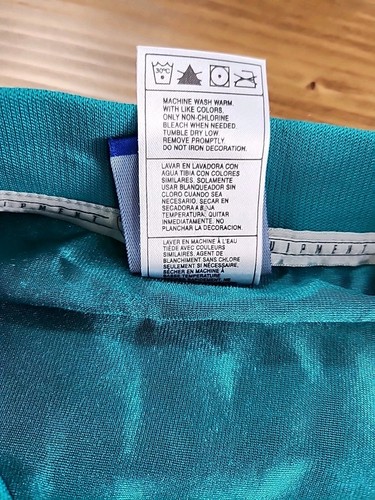 30°C
MACHINE WASH WARM
WITH LIKE COLORS.
ONLY NON-CHLORINE
BLEACH WHEN NEEDED.
TUMBLE DRY LOW.
REMOVE PROMPTLY
DO NOT IRON DECORATION.
LAVAR EN LAVADORA CON
AGUA TIBIA CON COLORES
SIMILARES. SOLAMENTE
USAR BLANQUEADOR SIN
CLORO CUANDO SEA
NECESARIO. SECAR EN
SECADORA A BAJA
TEMPERATURA. QUITAR
INMEDIATAMENTE. NO
PLANCHAR LA DECORACION.
LAVER EN MACHINE À L'EAU
TIÈDE AVEC COULEURS
SIMILAIRES. AGENT DE
BLANCHIMENT SANS CHLORE
SEULEMENT SI NÉCESSAIRE.
SÉCHER EN MACHINE À
BASSE TEMPERATURE
UIPMENT